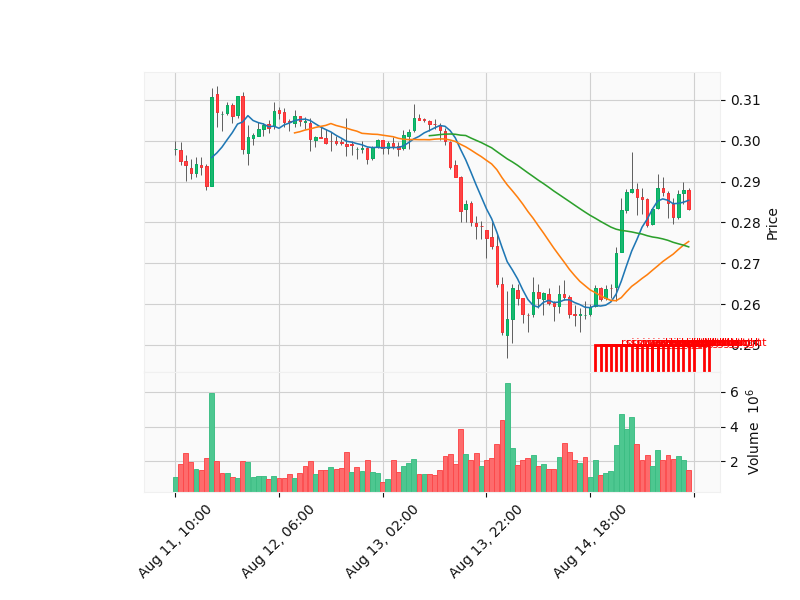 0.31
0.30
0.29
0.28
0.27
0.26
0.25
Price
6
4
2
Volume 10^6
Aug 11, 10:00
Aug 12, 06:00
Aug 13, 02:00
Aug 13, 22:00
Aug 14, 18:00